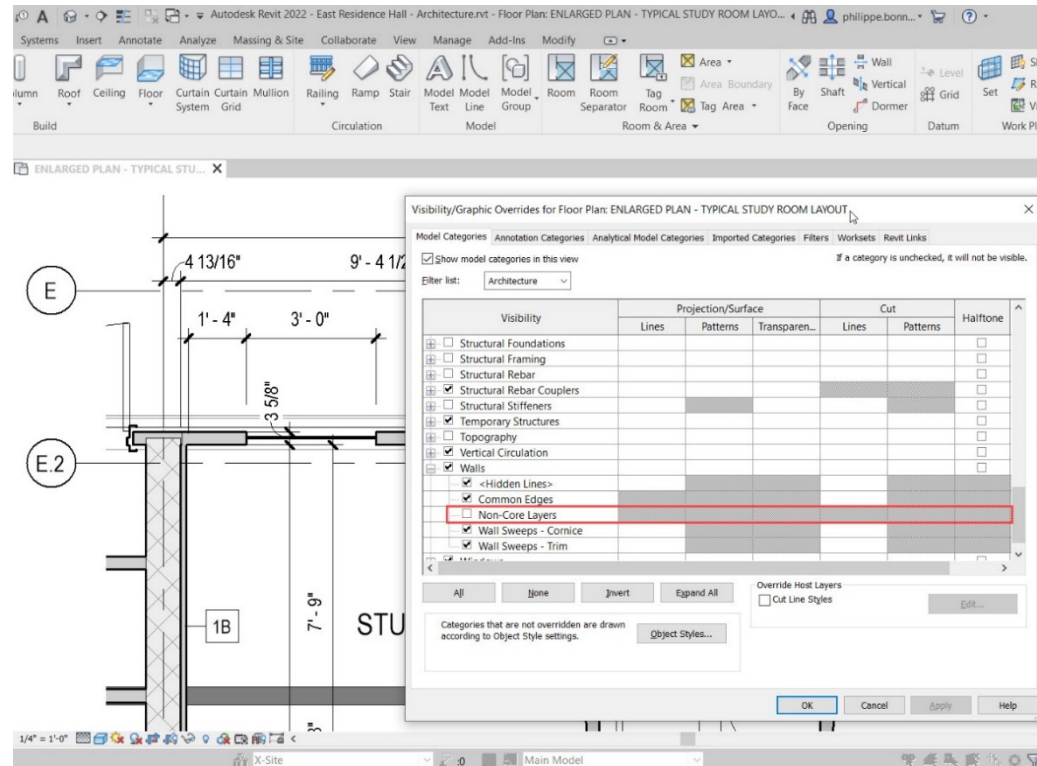 Autodesk Revit 2022 - East Residence Hall - Architecture.rvt - Floor Plan: ENLARGED PLAN - TYPICAL STUDY ROOM LAYO... philippe.bonn...
Systems Insert Annotate Analyze Massing & Site Collaborate View Manage Add-Ins Modify
Roof Ceiling Floor Curtain System Curtain Grid Mullion Railing Ramp Stair Model Text Model Line Model Group Room Room Separator Tag Room Area Area Boundary Tag Area By Face Shaft Wall Vertical Dormer Level Grid Set
Build Circulation Model Room & Area Opening Datum
ENLARGED PLAN - TYPICAL STU...
Visibility/Graphic Overrides for Floor Plan: ENLARGED PLAN - TYPICAL STUDY ROOM LAYOUT
Model Categories Annotation Categories Analytical Model Categories Imported Categories Filters Worksets Revit Links
Show model categories in this view If a category is unchecked, it will not be visible.
Filter list: Architecture
Visibility Projection/Surface Cut Halftone
Lines Patterns Transparen... Lines Patterns
Structural Foundations
Structural Framing
Structural Rebar
Structural Rebar Couplers
Structural Stiffeners
Temporary Structures
Topography
Vertical Circulation
Walls
<Hidden Lines>
Common Edges
Non-Core Layers
Wall Sweeps - Cornice
Wall Sweeps - Trim
All None Invert Expand All
Override Host Layers
Cut Line Styles Edit...
Categories that are not overridden are drawn
according to Object Style settings.
Object Styles...
OK Cancel Apply Help
4 13/16" 9' - 4 1/2
E
1' - 4" 3' - 0"
3 5/8"
E.2
7' - 9"
1B
STU
1/4" = 1'-0"
X-Site :0 Main Model